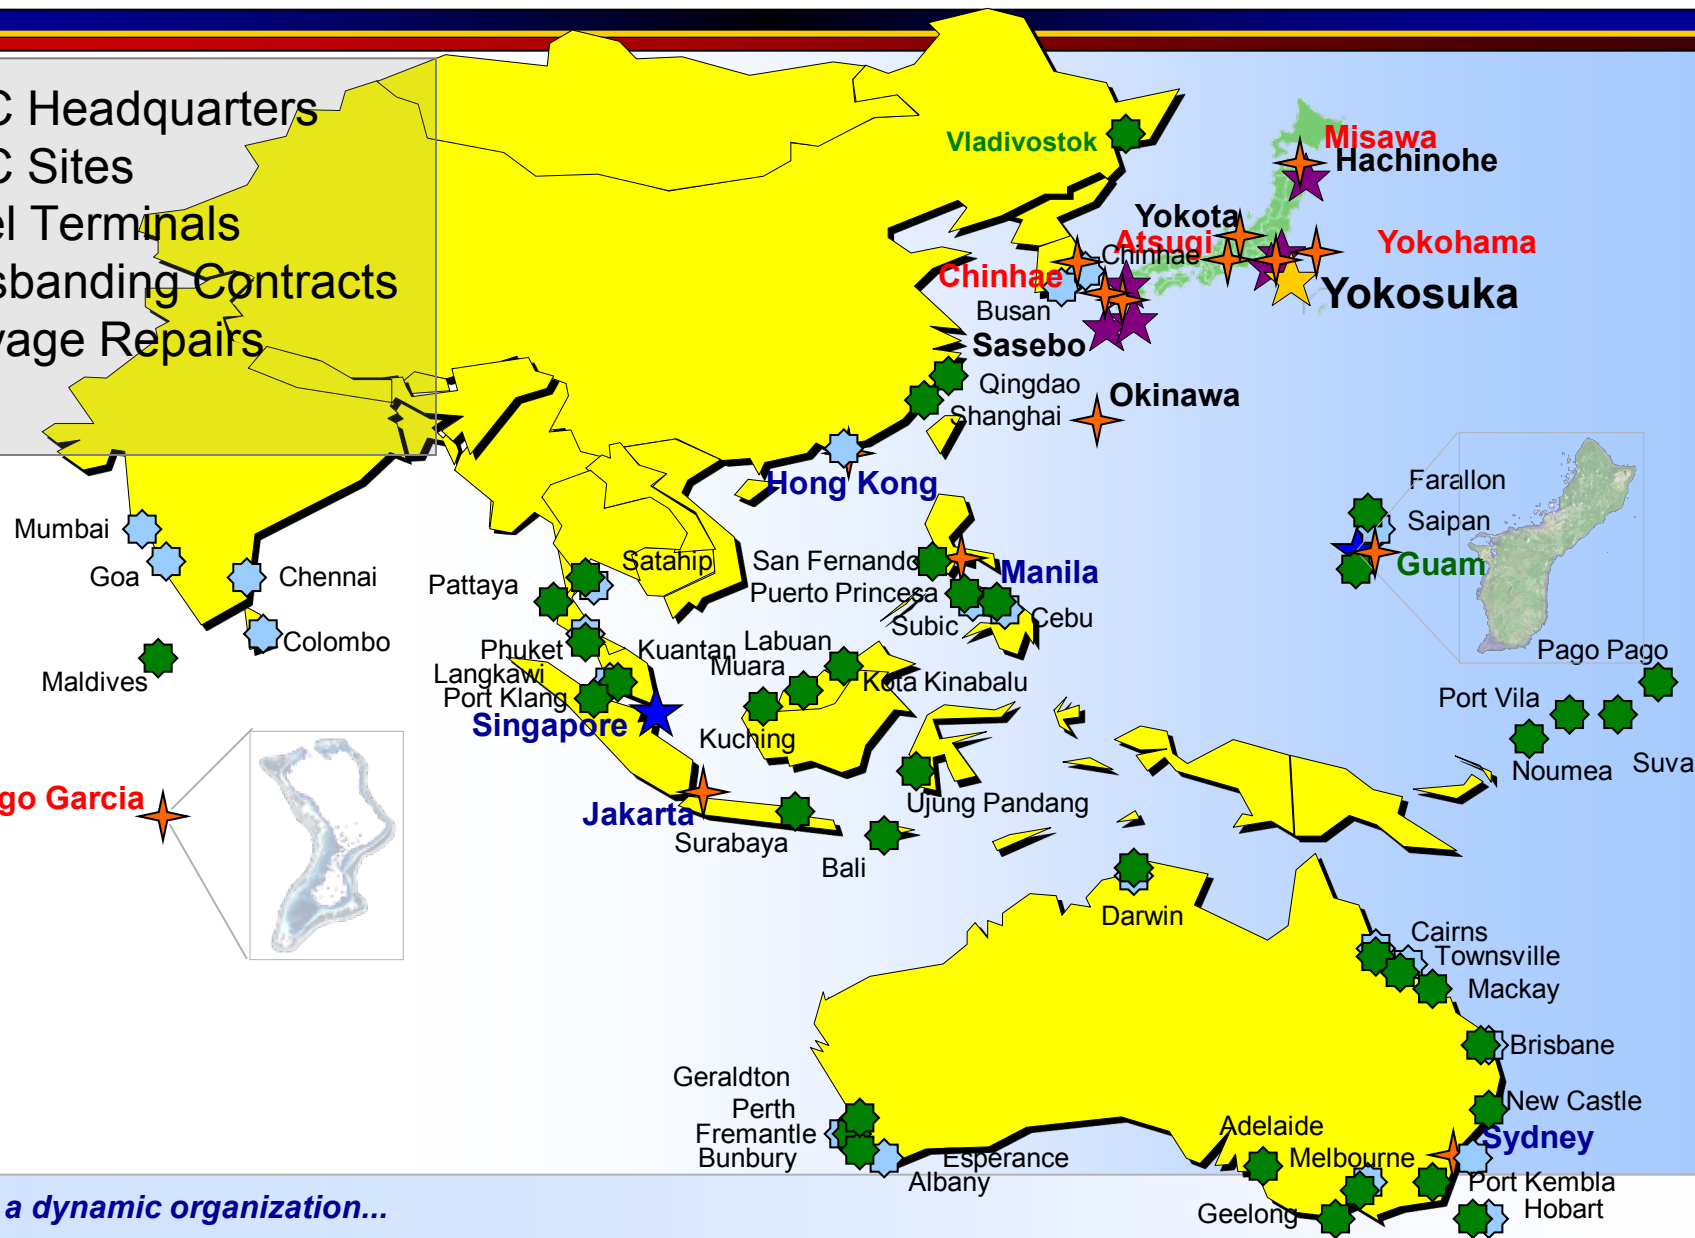 C Headquarters
C Sites
el Terminals
sbanding Contracts
yage Repairs
Vladivostok
Misawa
Hachinohe
Yokota
Atsugi
Yokohama
Chinhae
Chinhae
Yokosuka
Busan
Sasebo
Qingdao
Okinawa
Shanghai
Hong Kong
Farallon
Saipan
Guam
Mumbai
Goa
Chennai
Colombo
Maldives
Pattaya
Satahip
San Fernando
Manila
Puerto Princesa
Subic
Cebu
Phuket
Kuantan
Labuan
Langkawi
Muara
Port Klang
Kota Kinabalu
Singapore
Kuching
Pago Pago
Port Vila
Noumea
Suva
go Garcia
Jakarta
Ujung Pandang
Surabaya
Bali
Darwin
Cairns
Townsville
Mackay
Brisbane
Geraldton
Perth
Fremantle
Bunbury
Esperance
Albany
New Castle
Adelaide
Sydney
Melbourne
Port Kembla
Geelong
Hobart
a dynamic organization...